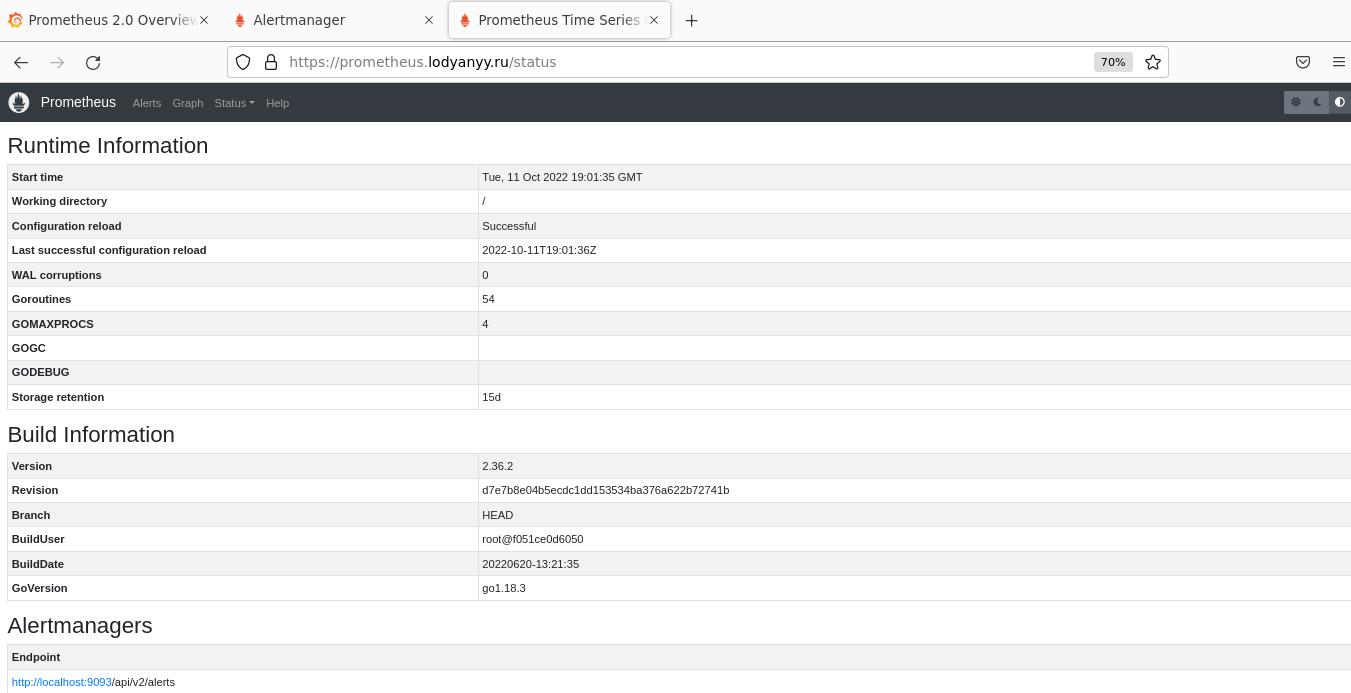 Prometheus 2.0 Overview
Alertmanager
Prometheus Time Series
https://prometheus.lodyanyy.ru/status
70%
Prometheus Alerts Graph Status Help
Runtime Information
Start time Tue, 11 Oct 2022 19:01:35 GMT
Working directory /
Configuration reload Successful
Last successful configuration reload 2022-10-11T19:01:36Z
WAL corruptions 0
Goroutines 54
GOMAXPROCS 4
GOGC
GODEBUG
Storage retention 15d
Build Information
Version 2.36.2
Revision d7e7b8e04b5ecdc1dd153534ba376a622b72741b
Branch HEAD
BuildUser root@f051ce0d6050
BuildDate 20220620-13:21:35
GoVersion go1.18.3
Alertmanagers
Endpoint
http://localhost:9093/api/v2/alerts